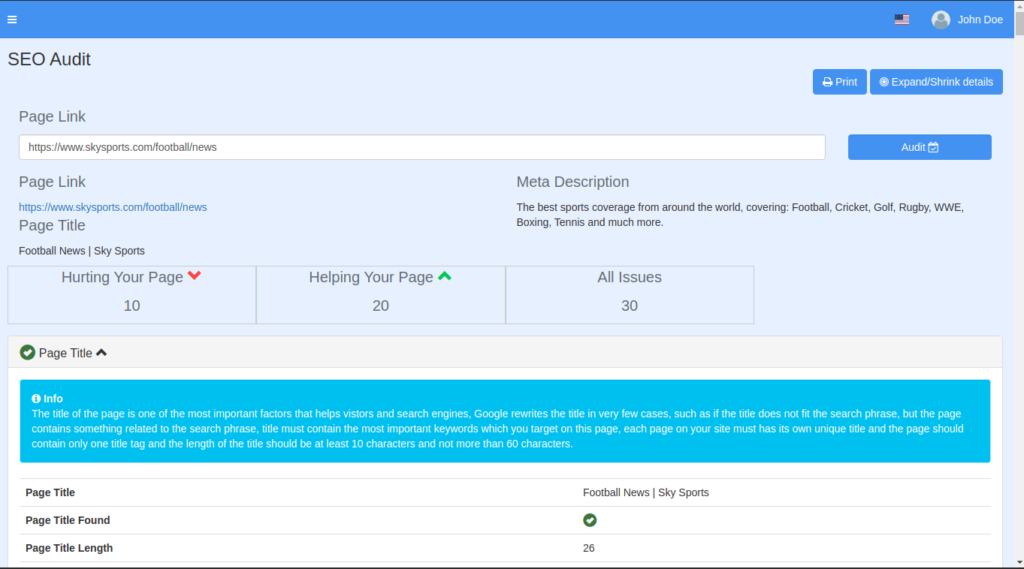 John Doe
SEO Audit
Print
Expand/Shrink details
Page Link
https://www.skysports.com/football/news
Audit
Page Link
https://www.skysports.com/football/news
Page Title
Football News | Sky Sports
Meta Description
The best sports coverage from around the world, covering: Football, Cricket, Golf, Rugby, WWE,
Boxing, Tennis and much more.
Hurting Your Page
10
Helping Your Page
20
All Issues
30
Page Title
Info
The title of the page is one of the most important factors that helps vistors and search engines, Google rewrites the title in very few cases, such as if the title does not fit the search phrase, but the page
contains something related to the search phrase, title must contain the most important keywords which you target on this page, each page on your site must has its own unique title and the page should
contain only one title tag and the length of the title should be at least 10 characters and not more than 60 characters.
Page Title Football News | Sky Sports
Page Title Found
Page Title Length 26